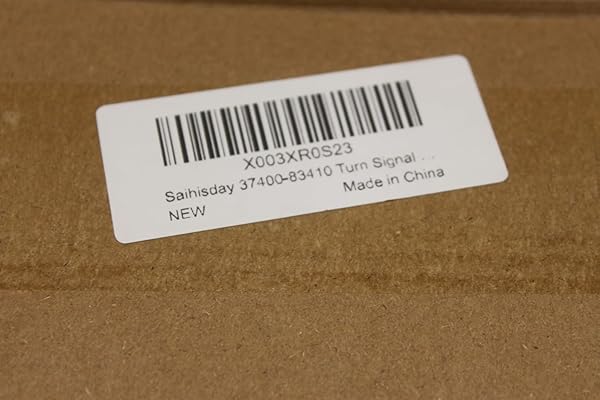 X003XR0S23
Saihisday 37400-83410 Turn Signal ...
NEW Made in China